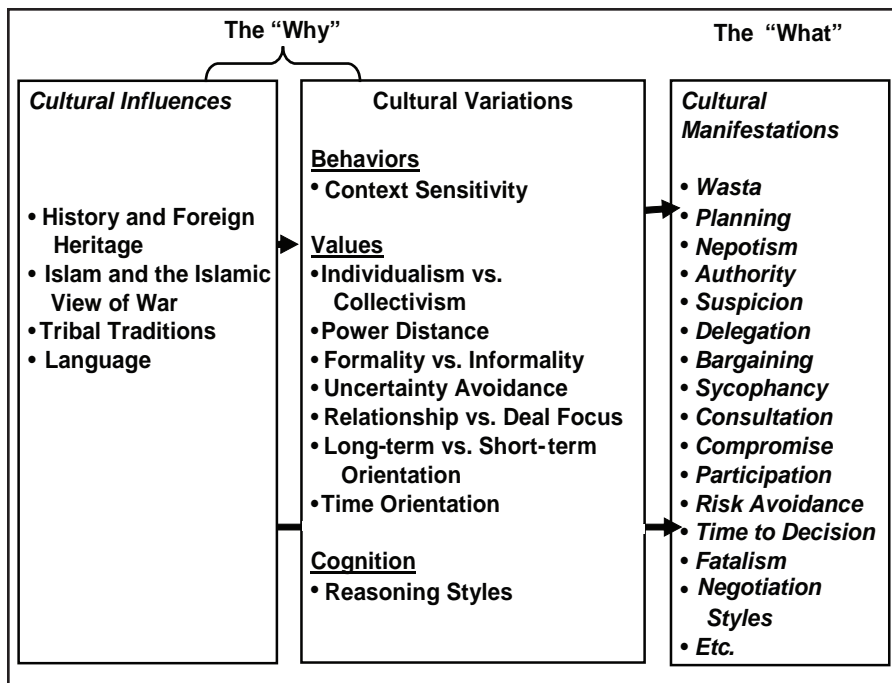 The “Why”
The “What”
Cultural Influences
• History and Foreign
Heritage
• Islam and the Islamic
View of War
• Tribal Traditions
• Language
Cultural Variations
Behaviors
• Context Sensitivity
Values
• Individualism vs.
Collectivism
• Power Distance
• Formality vs. Informality
• Uncertainty Avoidance
• Relationship vs. Deal Focus
• Long-term vs. Short-term
Orientation
• Time Orientation
Cognition
• Reasoning Styles
Cultural
Manifestations
• Wasta
• Planning
• Nepotism
• Authority
• Suspicion
• Delegation
• Bargaining
• Sycophancy
• Consultation
• Compromise
• Participation
• Risk Avoidance
• Time to Decision
• Fatalism
• Negotiation
Styles
• Etc.